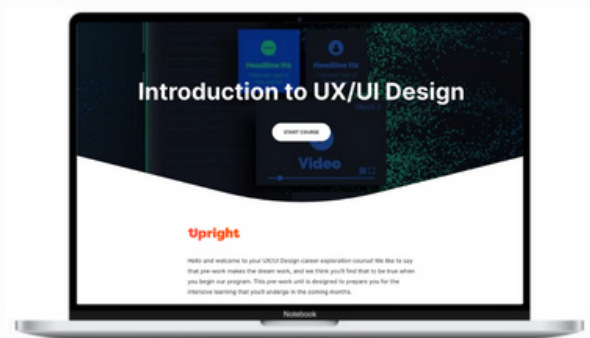 Headline H2
Headline H2
Introduction to UX/UI Design
START COURSE
Video
Upright
Hello and welcome to your UX/UI Design career exploration course! We like to say
that pre-work makes the dream work, and we think you'll find that to be true when
you begin our program. This pre-work unit is designed to prepare you for the
intensive learning that you'll undergo in the coming months.
Notebook